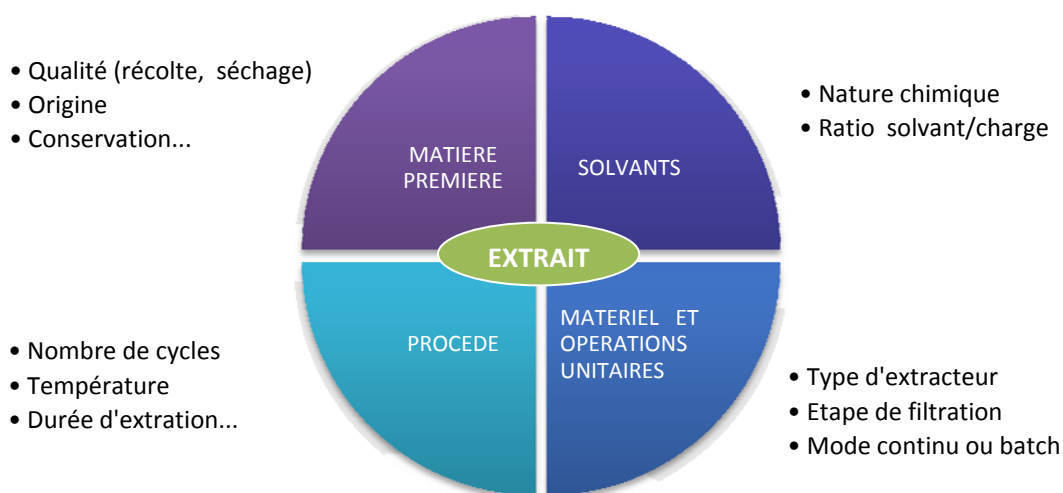 • Qualité (récolte, séchage)
• Origine
• Conservation...
• Nature chimique
• Ratio solvant/charge
MATIERE
PREMIERE
SOLVANTS
EXTRAIT
PROCEDE
MATERIEL ET
OPERATIONS
UNITAIRES
• Nombre de cycles
• Température
• Durée d'extration...
• Type d'extracteur
• Etape de filtration
• Mode continu ou batch